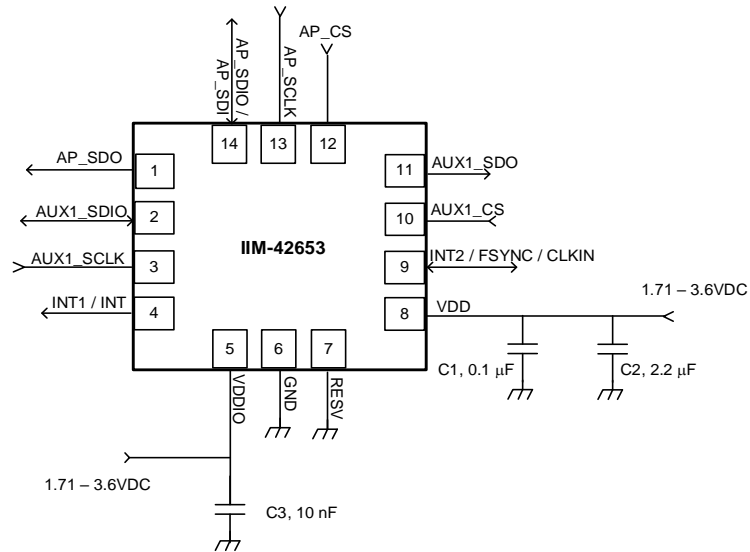 AP_CS
AP_SDIO /
AP_SDI
AP_SCLK
14
13
12
AP_SDO
1
11
AUX1_SDO
AUX1_SDIO
2
10
AUX1_CS
IIM-42653
AUX1_SCLK
3
9
INT2 / FSYNC / CLKIN
INT1 / INT
4
8
VDD
1.71 – 3.6VDC
5
6
7
C1, 0.1 μF
C2, 2.2 μF
VDDIO
GND
RESV
1.71 – 3.6VDC
C3, 10 nF